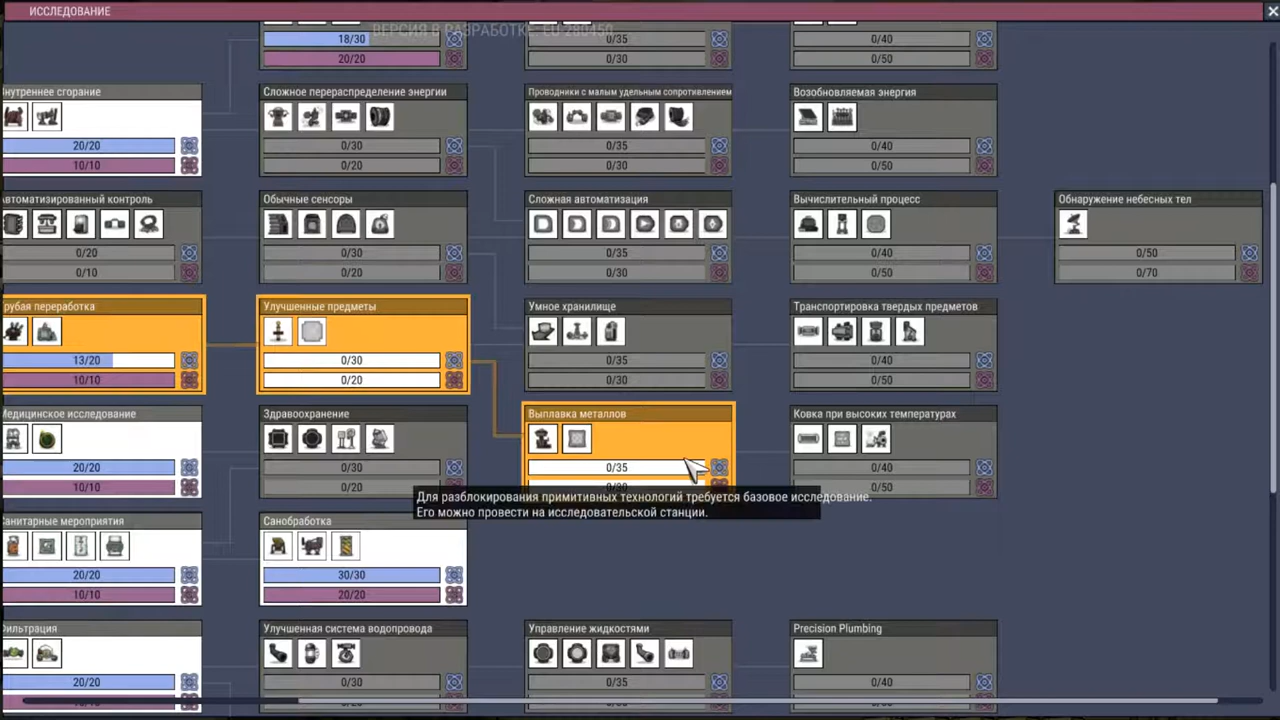 ИССЛЕДОВАНИЕ
ВЕРСИЯ В РАЗРАБОТКЕ: EU-280450
18/30
0/35
0/40
20/20
0/30
0/50
Внутреннее сгорание
Сложное перераспределение энергии
Проводники с малым удельным сопротивлением
Возобновляемая энергия
20/20
0/30
0/35
0/40
10/10
0/20
0/30
0/50
Автоматизированный контроль
Обычные сенсоры
Сложная автоматизация
Вычислительный процесс
Обнаружение небесных тел
0/20
0/30
0/35
0/40
0/50
0/10
0/20
0/30
0/50
0/70
Грубая переработка
Улучшенные предметы
Умное хранилище
Транспортировка твердых предметов
13/20
0/30
0/35
0/40
10/10
0/20
0/30
0/50
Медицинское исследование
Здравоохранение
Выплавка металлов
Ковка при высоких температурах
20/20
0/30
0/35
0/40
10/10
0/20
0/50
Для разблокирования примитивных технологий требуется базовое исследование.
Его можно провести на исследовательской станции.
Санитарные мероприятия
Санобработка
20/20
30/30
10/10
20/20
Фильтрация
Улучшенная система водопровода
Управление жидкостями
Precision Plumbing
20/20
0/30
0/35
0/40